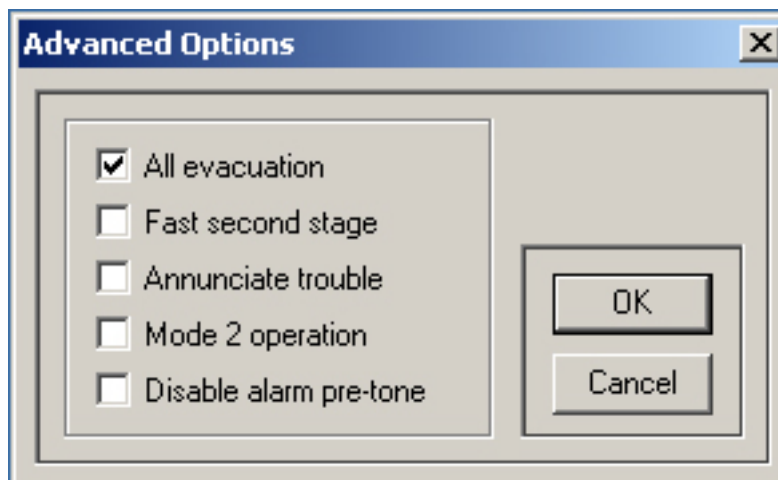 Advanced Options
All evacuation
Fast second stage
Annunciate trouble
Mode 2 operation
Disable alarm pre-tone
OK
Cancel